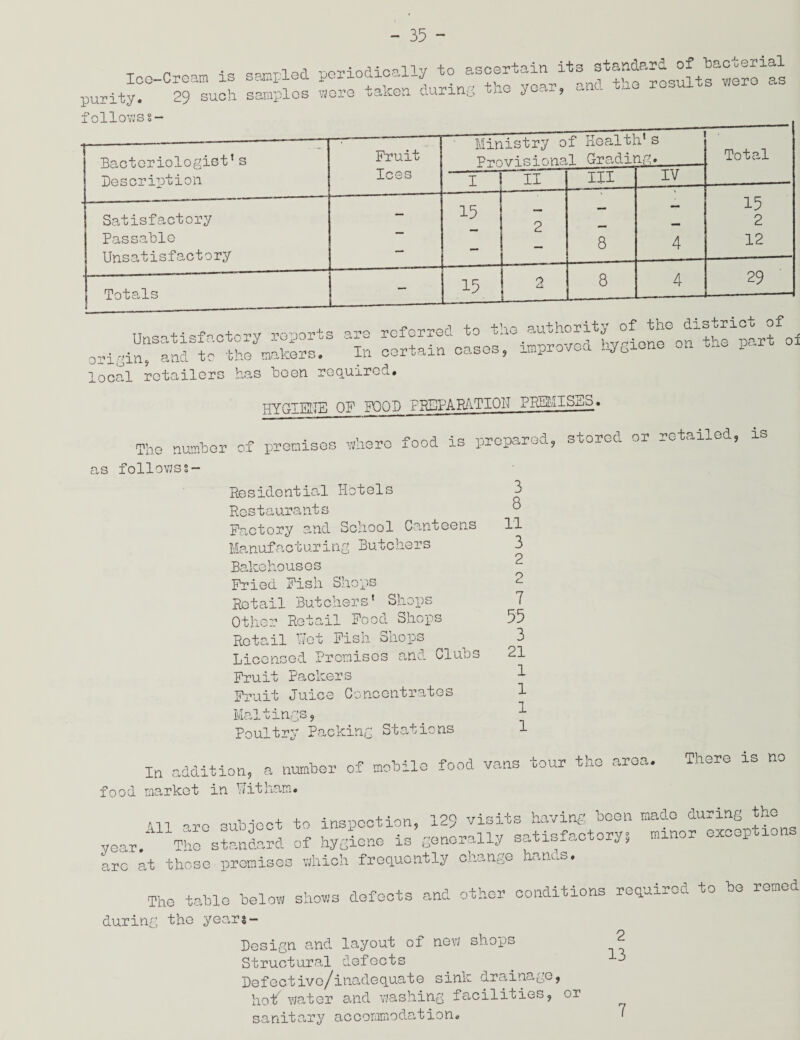 - 35 -
Ice-Cream is sampled periodically to ascertain its standard of bacterial
purity. 29 such samples were taken during the year, and the results were as
follows:-
Bacteriologist's Description | Fruit Ices | Ministry of Health's Provisional Grading. | Total
I | II | III | IV
Satisfactory | - | 15 | - | - | - | 15
Passable | - | - | 2 | - | - | 2
Unsatisfactory | - | - | - | 8 | 4 | 12
Totals | - | 15 | 2 | 8 | 4 | 29
Unsatisfactory reports are referred to the authority of the district of
origin, and to the makers. In certain cases, improved hygiene on the part of
local retailers has been required.
HYGIENE OF FOOD PREPARATION PREMISES.
The number of premises where food is prepared, stored or retailed, is
as follows:-
Residential Hotels 3
Restaurants 8
Factory and School Canteens 11
Manufacturing Butchers 3
Bakehouses 2
Fried Fish Shops 2
Retail Butchers' Shops 7
Other Retail Food Shops 55
Retail Wet Fish Shops 3
Licensed Premises and Clubs 21
Fruit Packers 1
Fruit Juice Concentrates 1
Maltings, 1
Poultry Packing Stations 1
In addition, a number of mobile food vans tour the area. There is no
food market in Witham.
All are subject to inspection, 129 visits having been made during the
year. The standard of hygiene is generally satisfactory; minor exceptions
are at those premises which frequently change hands.
The table below shows defects and other conditions required to be remed
during the year:-
Design and layout of new shops 2
Structural defects 13
Defective/inadequate sink drainage,
hot water and washing facilities, or
sanitary accommodation. 7